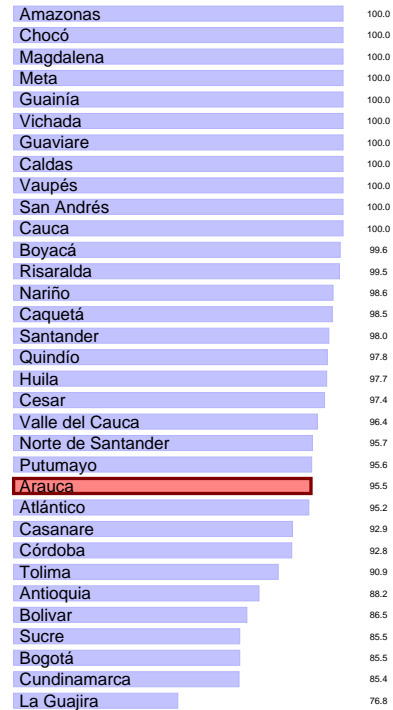 Amazonas 100.0
Chocó 100.0
Magdalena 100.0
Meta 100.0
Guainía 100.0
Vichada 100.0
Guaviare 100.0
Caldas 100.0
Vaupés 100.0
San Andrés 100.0
Cauca 100.0
Boyacá 99.6
Risaralda 99.5
Nariño 98.6
Caquetá 98.5
Santander 98.0
Quindío 97.8
Huila 97.7
Cesar 97.4
Valle del Cauca 96.4
Norte de Santander 95.7
Putumayo 95.6
Arauca 95.5
Atlántico 95.2
Casanare 92.9
Córdoba 92.8
Tolima 90.9
Antioquia 88.2
Bolivar 86.5
Sucre 85.5
Bogotá 85.5
Cundinamarca 85.4
La Guajira 76.8